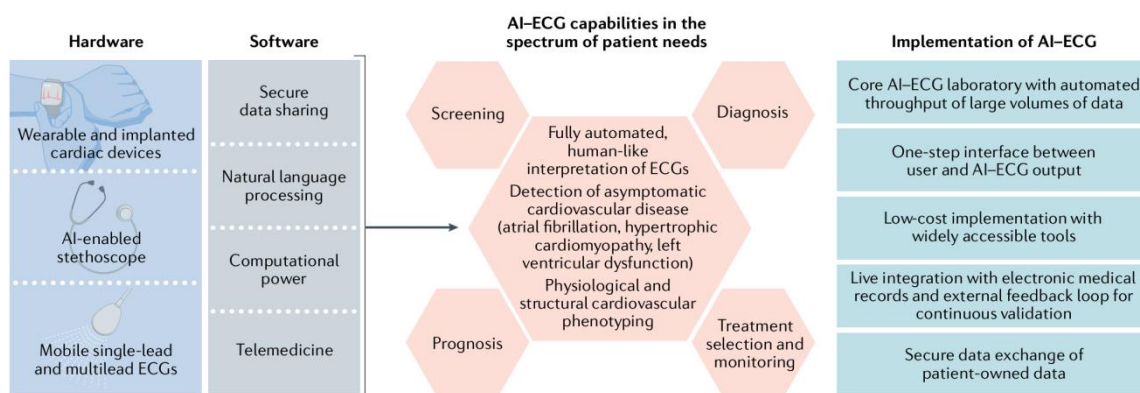 Hardware
Wearable and implanted
cardiac devices
AI-enabled
stethoscope
Mobile single-lead
and multilead ECGs
Software
Secure
data sharing
Natural language
processing
Computational
power
Telemedicine
AI–ECG capabilities in the
spectrum of patient needs
Screening
Diagnosis
Fully automated,
human-like
interpretation of ECGs
Detection of asymptomatic
cardiovascular disease
(atrial fibrillation, hypertrophic
cardiomyopathy, left
ventricular dysfunction)
Physiological and
structural cardiovascular
phenotyping
Prognosis
Treatment
selection and
monitoring
Implementation of AI–ECG
Core AI–ECG laboratory with automated
throughput of large volumes of data
One-step interface between
user and AI–ECG output
Low-cost implementation with
widely accessible tools
Live integration with electronic medical
records and external feedback loop for
continuous validation
Secure data exchange of
patient-owned data